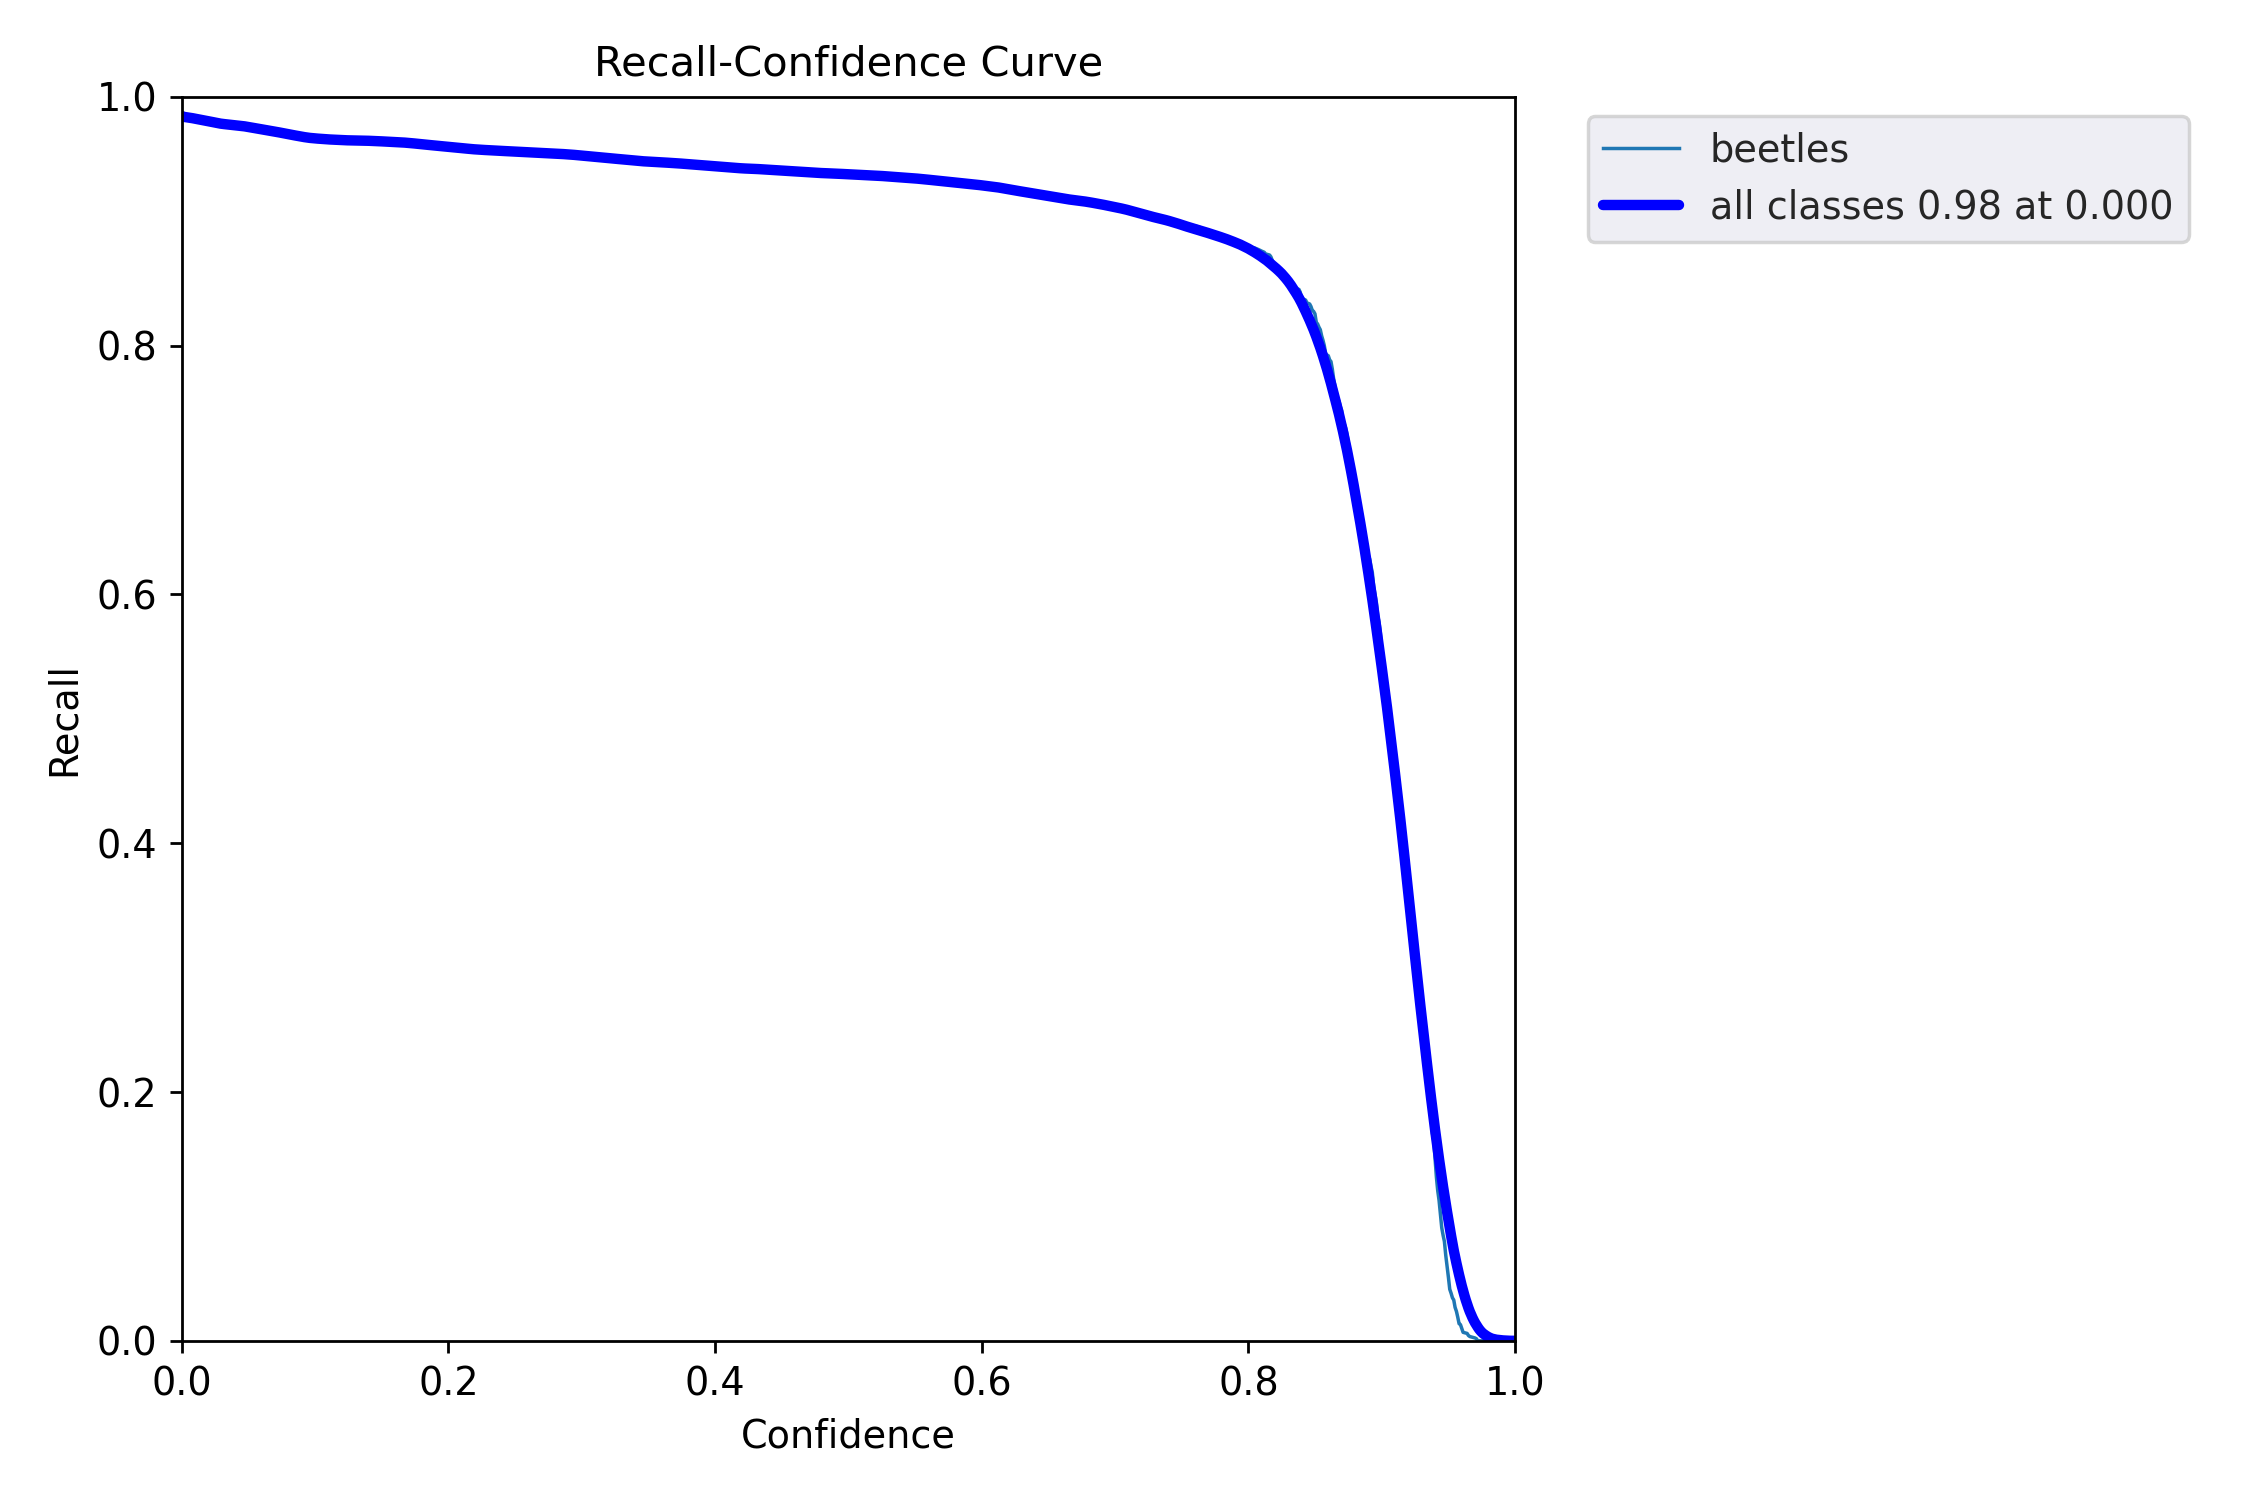 Recall-Confidence Curve
beetles
all classes 0.98 at 0.000
Recall
1.0
0.8
0.6
0.4
0.2
0.0
0.0 0.2 0.4 0.6 0.8 1.0
Confidence